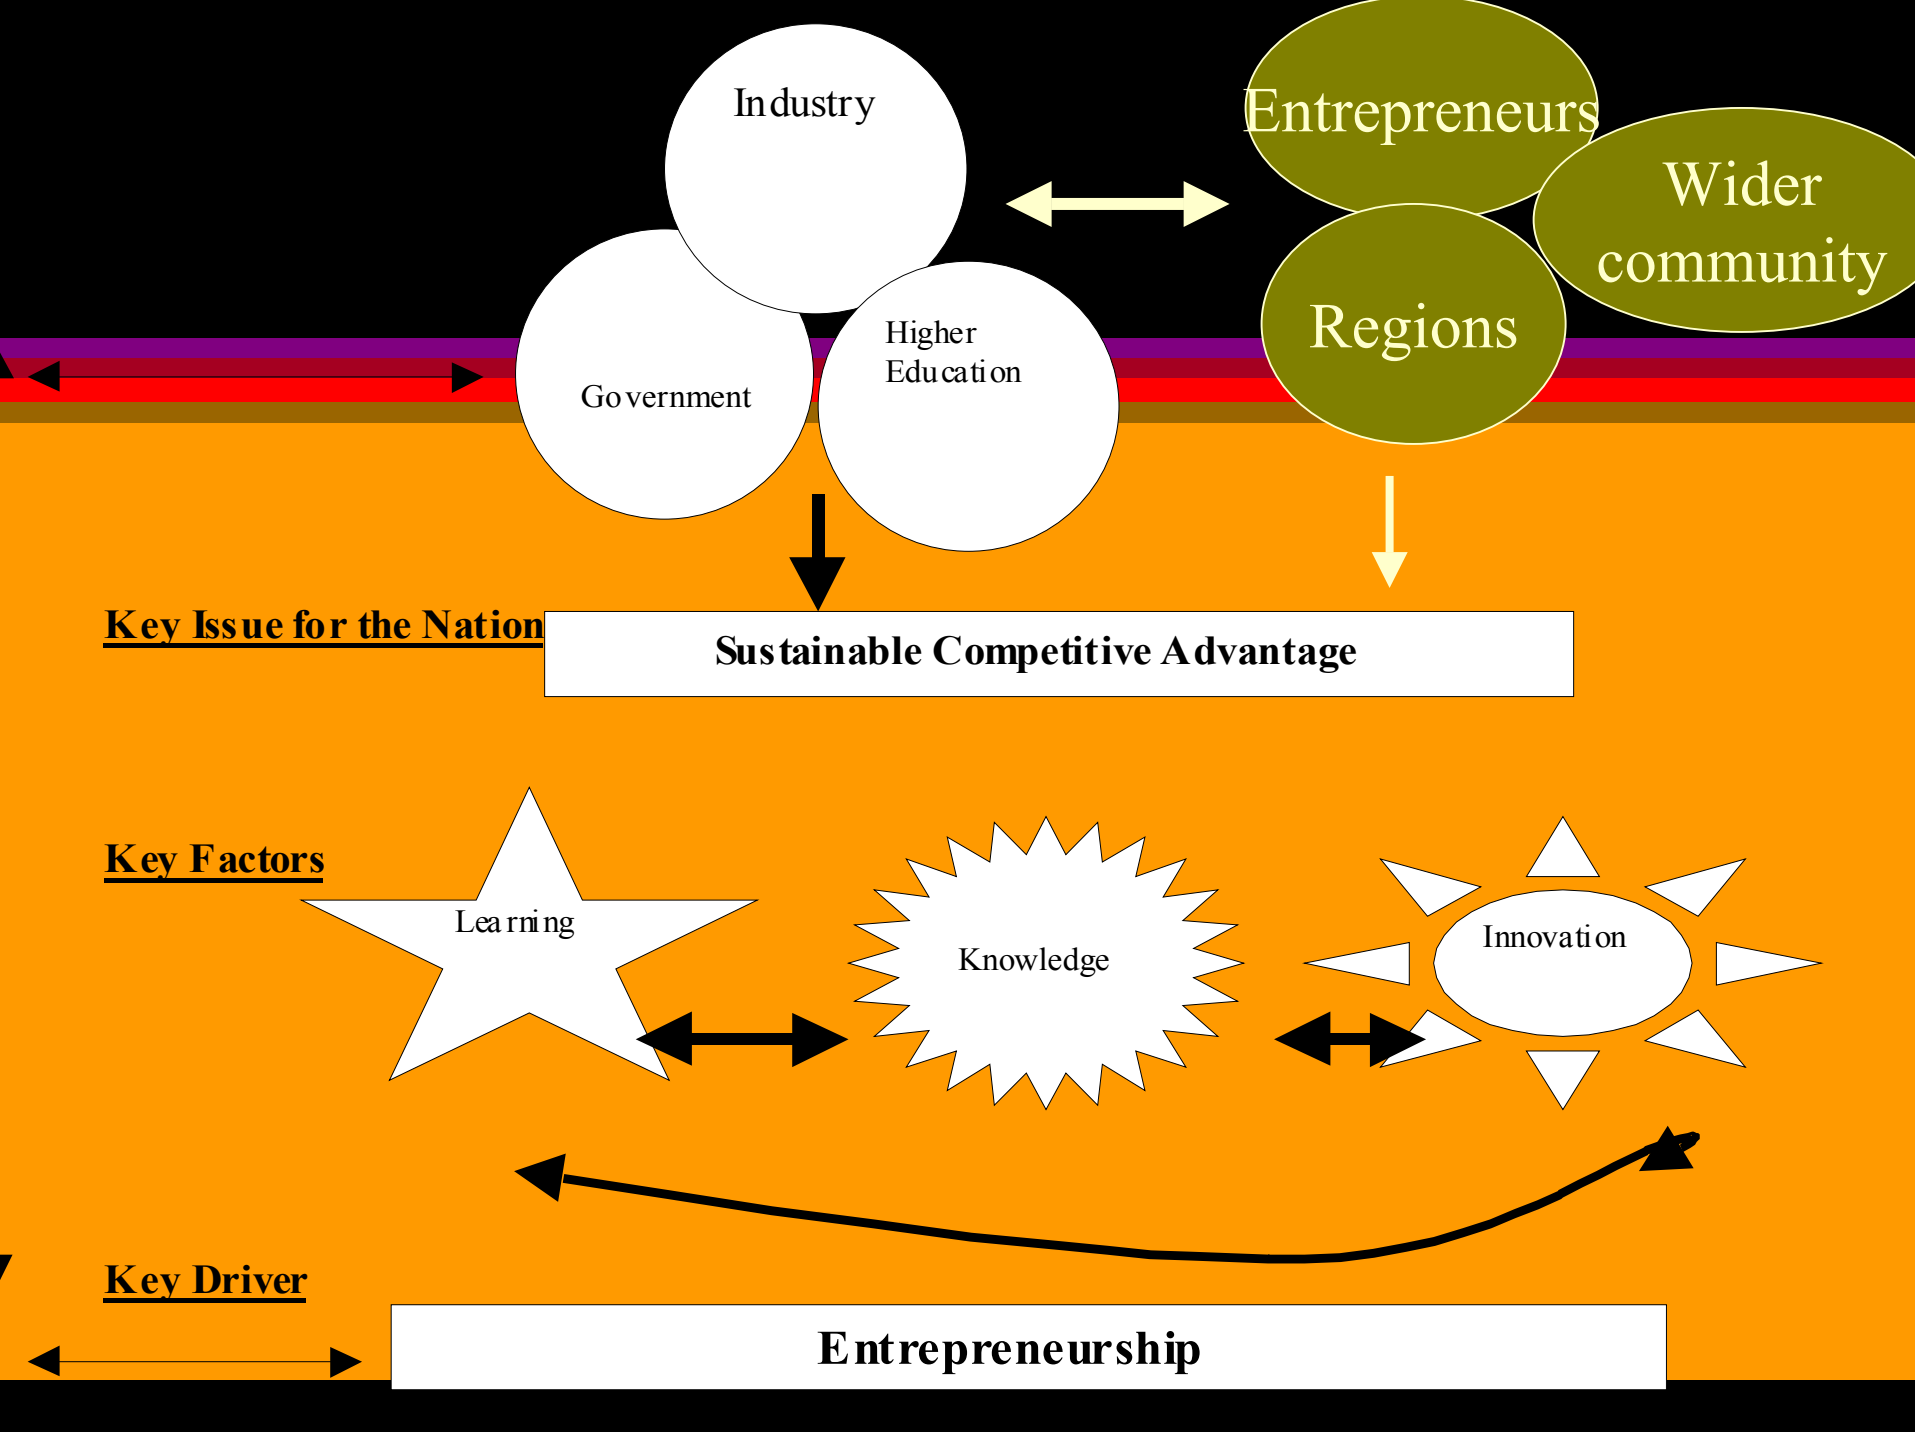 Industry
Entrepreneurs
Wider
community
Regions
Higher
Education
Government
Key Issue for the Nation
Sustainable Competitive Advantage
Key Factors
Learning
Knowledge
Innovation
Key Driver
Entrepreneurship